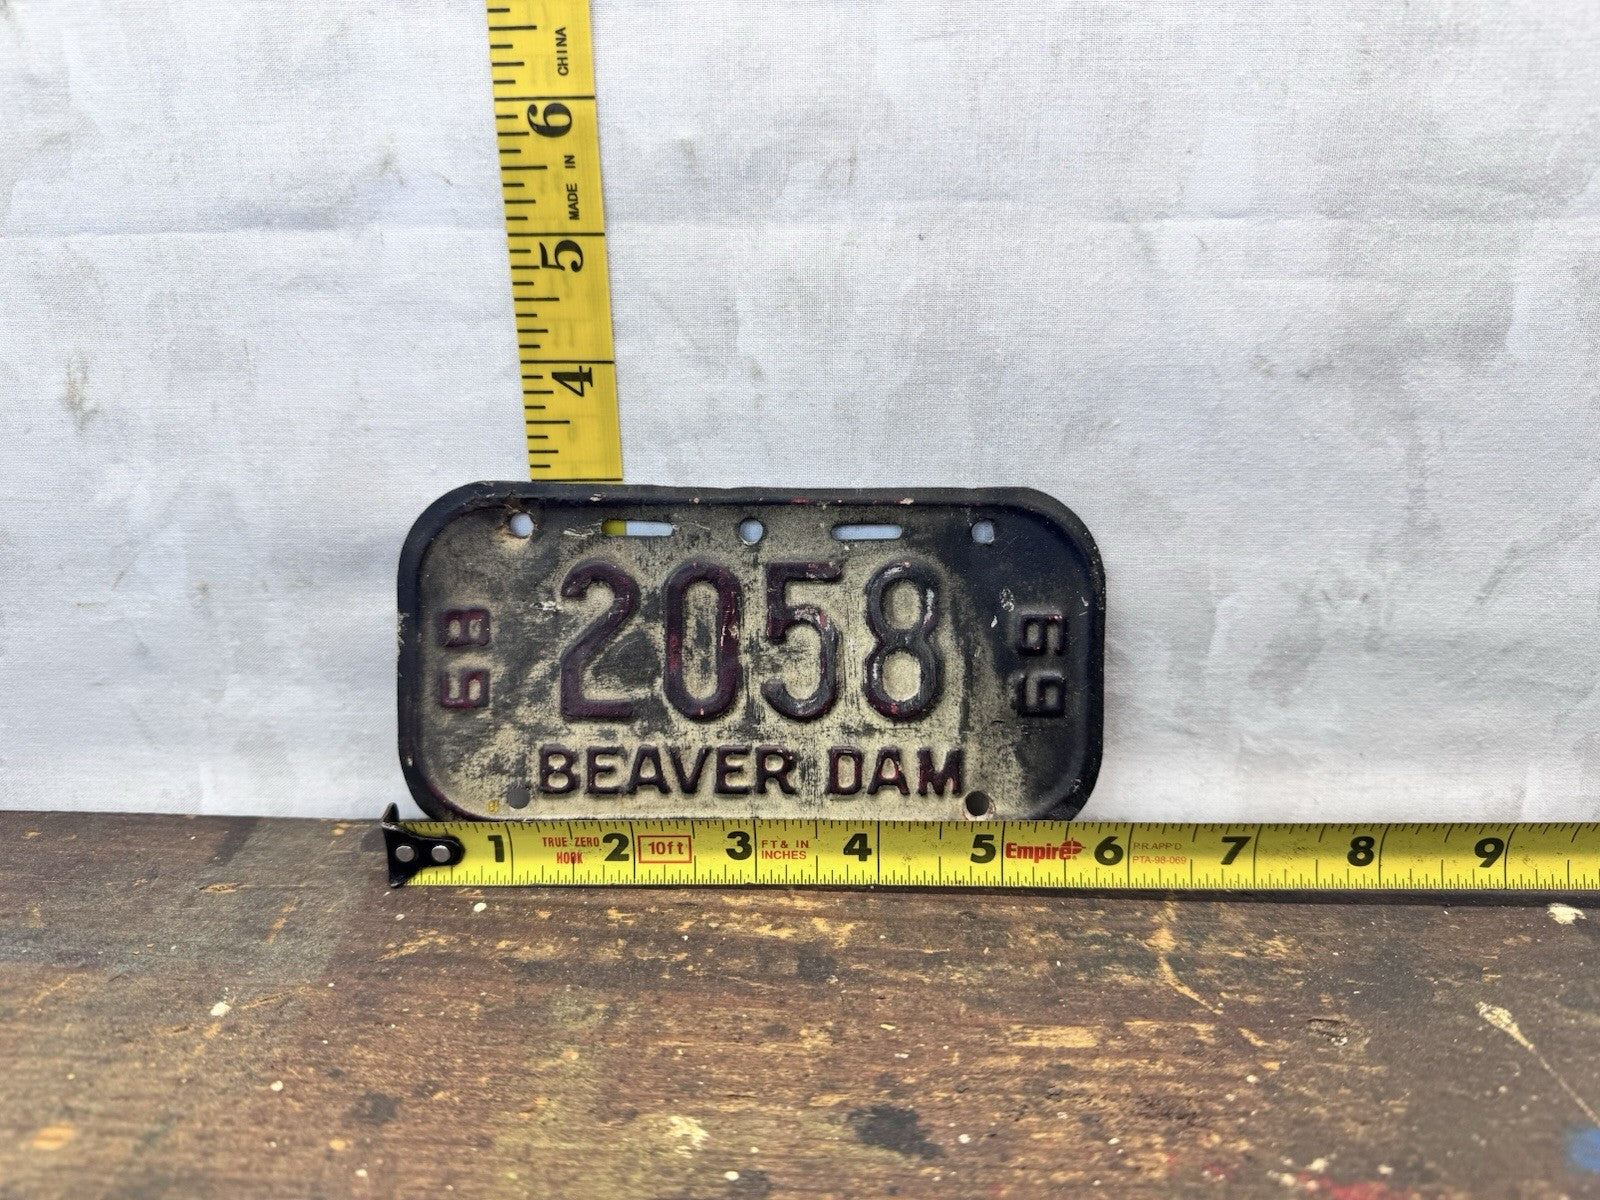 CHINA
6
MADE IN
5
4
2058
68
69
BEAVER DAM
1 TRUE ZERO HOOK 2 10ft 3 FT & IN INCHES 4 5 Empire 6 P.R. APP'D PTA-98-069 7 8 9